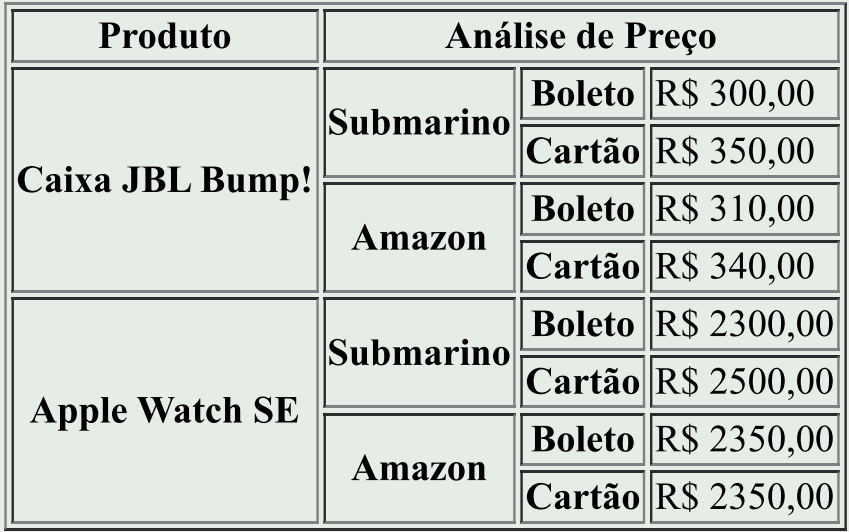 Produto Análise de Preço
Caixa JBL Bump! Submarino Boleto R$ 300,00
Cartão R$ 350,00
Amazon Boleto R$ 310,00
Cartão R$ 340,00
Apple Watch SE Submarino Boleto R$ 2300,00
Cartão R$ 2500,00
Amazon Boleto R$ 2350,00
Cartão R$ 2350,00